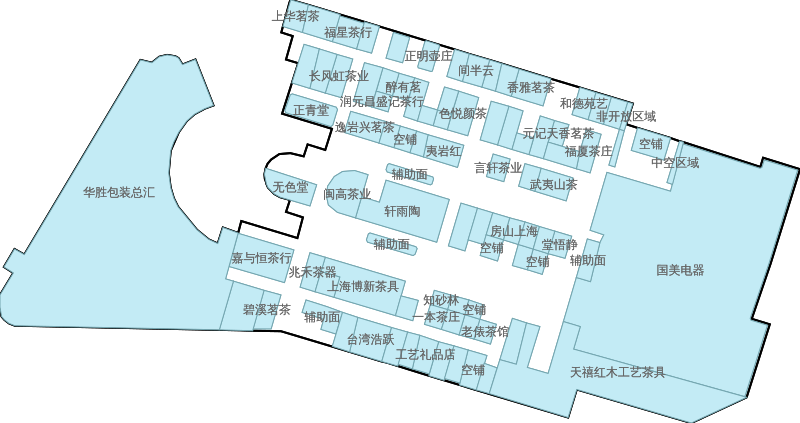 上华茗茶
福星茶行
正明壶庄
间半云
长风虹茶业
醉有茗
香雅茗茶
润元昌盛记茶行
和德苑艺
正青堂
色悦颜茶
非开放区域
逸岩兴茗茶
元记天香茗茶
空铺
空铺
夷岩红
福厦茶庄
中空区域
言轩茶业
辅助面
武夷山茶
无色堂
闽高茶业
华胜包装总汇
轩雨陶
房山上海
辅助面
空铺
堂悟静
嘉与恒茶行
空铺
辅助面
兆禾茶器
国美电器
上海博新茶具
知砂林
碧溪茗茶
空铺
辅助面
一本茶庄
老俵茶馆
台湾浩跃
工艺礼品店
空铺
天禧红木工艺茶具